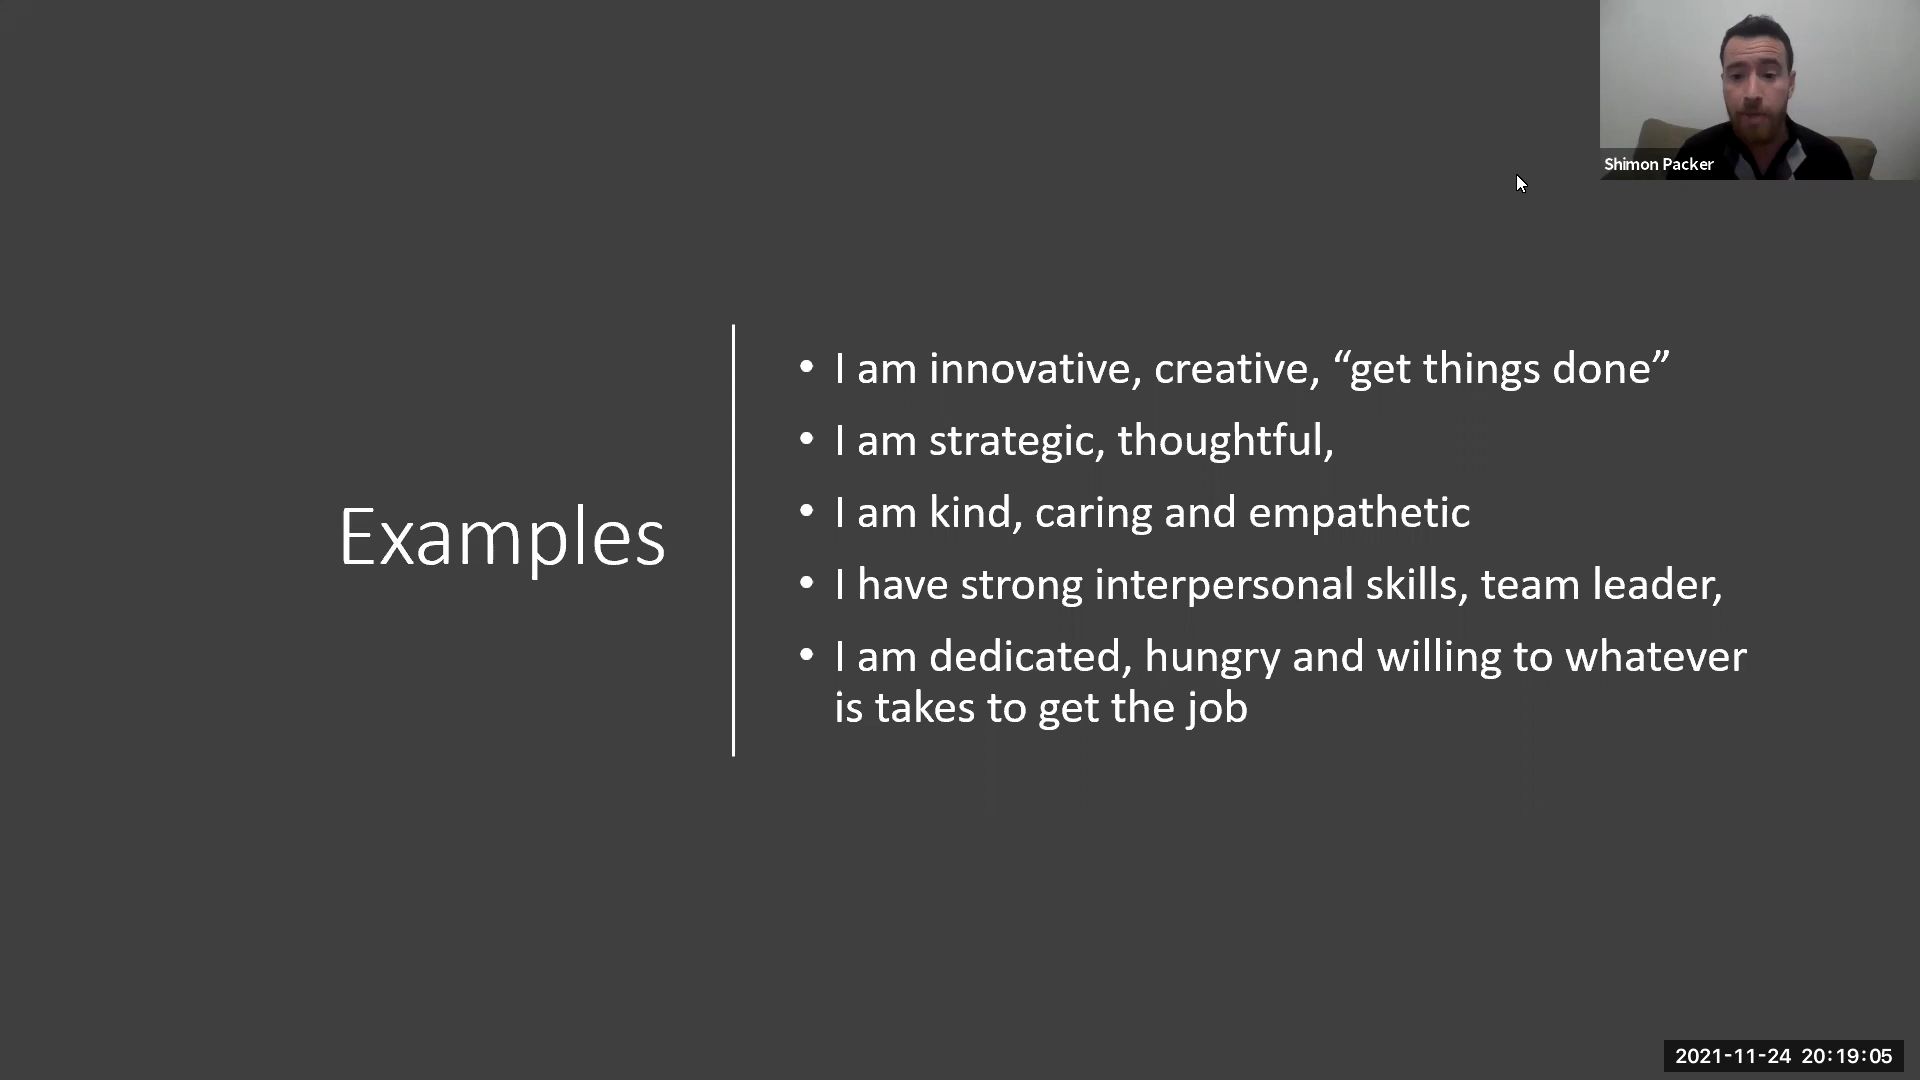 Shimon Packer
Examples
• I am innovative, creative, “get things done”
• I am strategic, thoughtful,
• I am kind, caring and empathetic
• I have strong interpersonal skills, team leader,
• I am dedicated, hungry and willing to whatever
is takes to get the job
2021-11-24 20:19:05